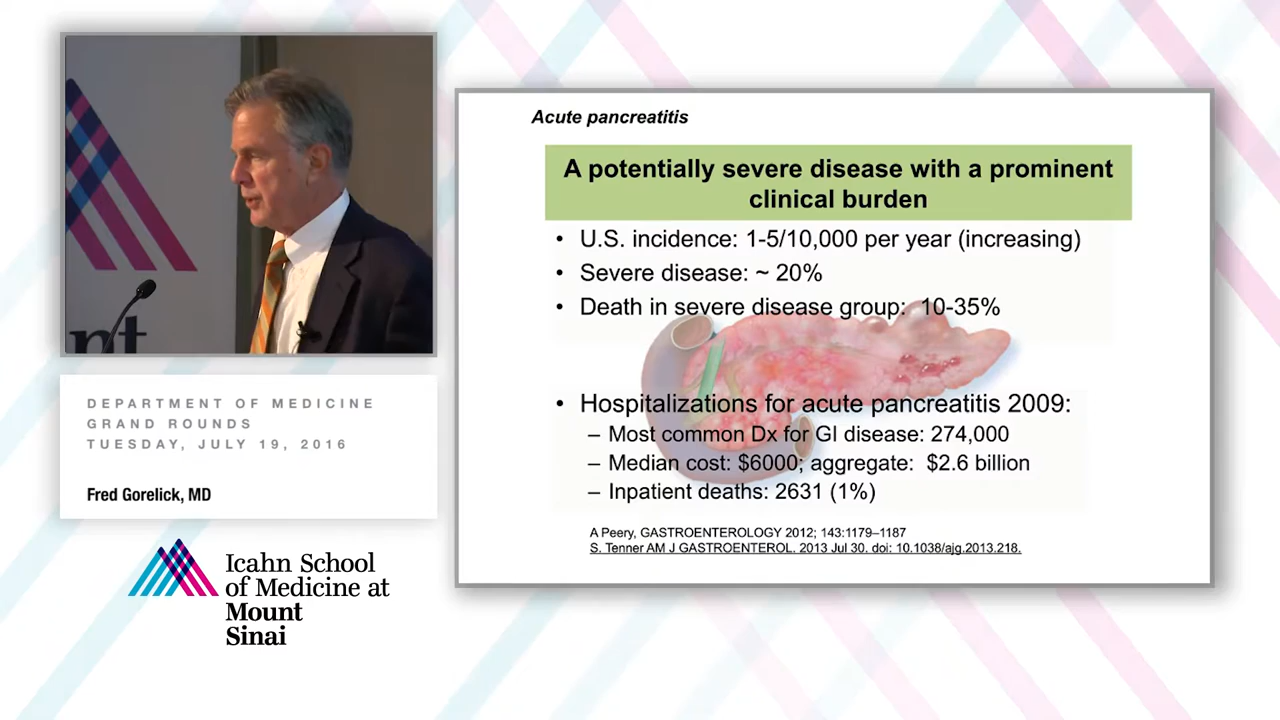 nt
DEPARTMENT OF MEDICINE
GRAND ROUNDS
TUESDAY, JULY 19, 2016
Fred Gorelick, MD
Icahn School
of Medicine at
Mount
Sinai
Acute pancreatitis
A potentially severe disease with a prominent
clinical burden
• U.S. incidence: 1-5/10,000 per year (increasing)
• Severe disease: ~ 20%
• Death in severe disease group: 10-35%
• Hospitalizations for acute pancreatitis 2009:
– Most common Dx for GI disease: 274,000
– Median cost: $6000; aggregate: $2.6 billion
– Inpatient deaths: 2631 (1%)
A Peery, GASTROENTEROLOGY 2012; 143:1179–1187
S. Tenner AM J GASTROENTEROL. 2013 Jul 30. doi: 10.1038/ajg.2013.218.